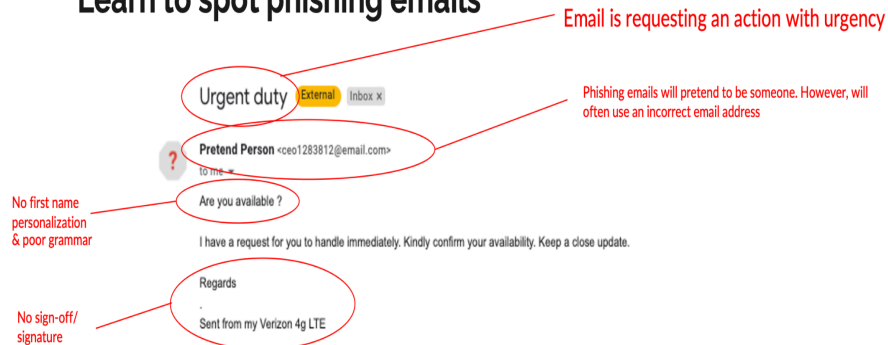 Learn to spot phishing emails
Email is requesting an action with urgency
Urgent duty External Inbox x
Phishing emails will pretend to be someone. However, will
often use an incorrect email address
?
Pretend Person <ceo1283812@email.com>
to me
No first name
personalization
& poor grammar
Are you available ?
I have a request for you to handle immediately. Kindly confirm your availability. Keep a close update.
Regards
.
Sent from my Verizon 4g LTE
No sign-off/
signature